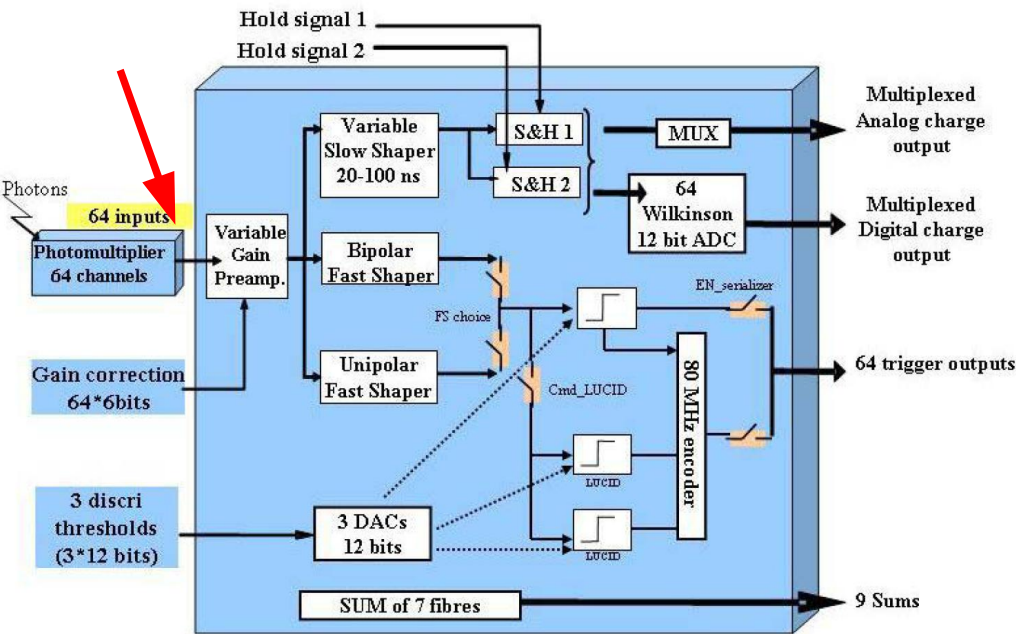 Hold signal 1
Hold signal 2
Variable
Slow Shaper
20-100 ns
S&H 1
S&H 2
MUX
Multiplexed
Analog charge
output
64
Wilkinson
12 bit ADC
Multiplexed
Digital charge
output
Photons
64 inputs
Photomultiplier
64 channels
Variable
Gain
Preamp.
Bipolar
Fast Shaper
FS choice
Unipolar
Fast Shaper
Cmd_LUCID
EN_serializer
80 MHz encoder
64 trigger outputs
Gain correction
64*6bits
LUCID
LUCID
3 discri
thresholds
(3*12 bits)
3 DACs
12 bits
SUM of 7 fibres
9 Sums